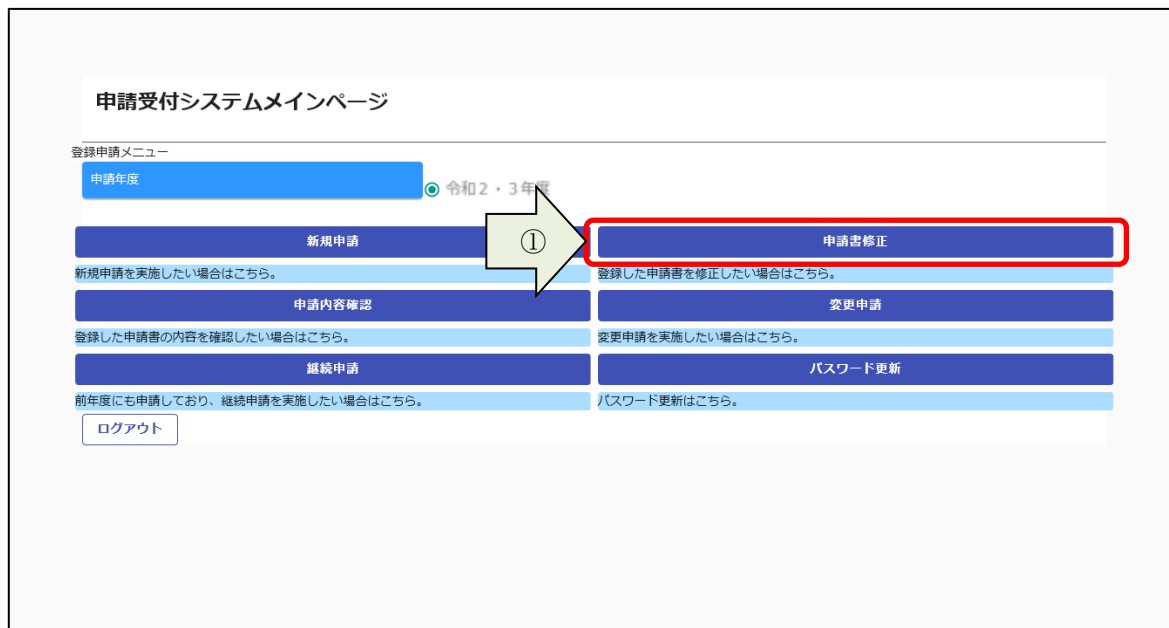 申請受付システムメインページ
登録申請メニュー
申請年度
令和2・3年度
①
新規申請
申請書修正
新規申請を実施したい場合はこちら。
登録した申請書を修正したい場合はこちら。
申請内容確認
変更申請
登録した申請書の内容を確認したい場合はこちら。
変更申請を実施したい場合はこちら。
継続申請
パスワード更新
前年度にも申請しており、継続申請を実施したい場合はこちら。
パスワード更新はこちら。
ログアウト